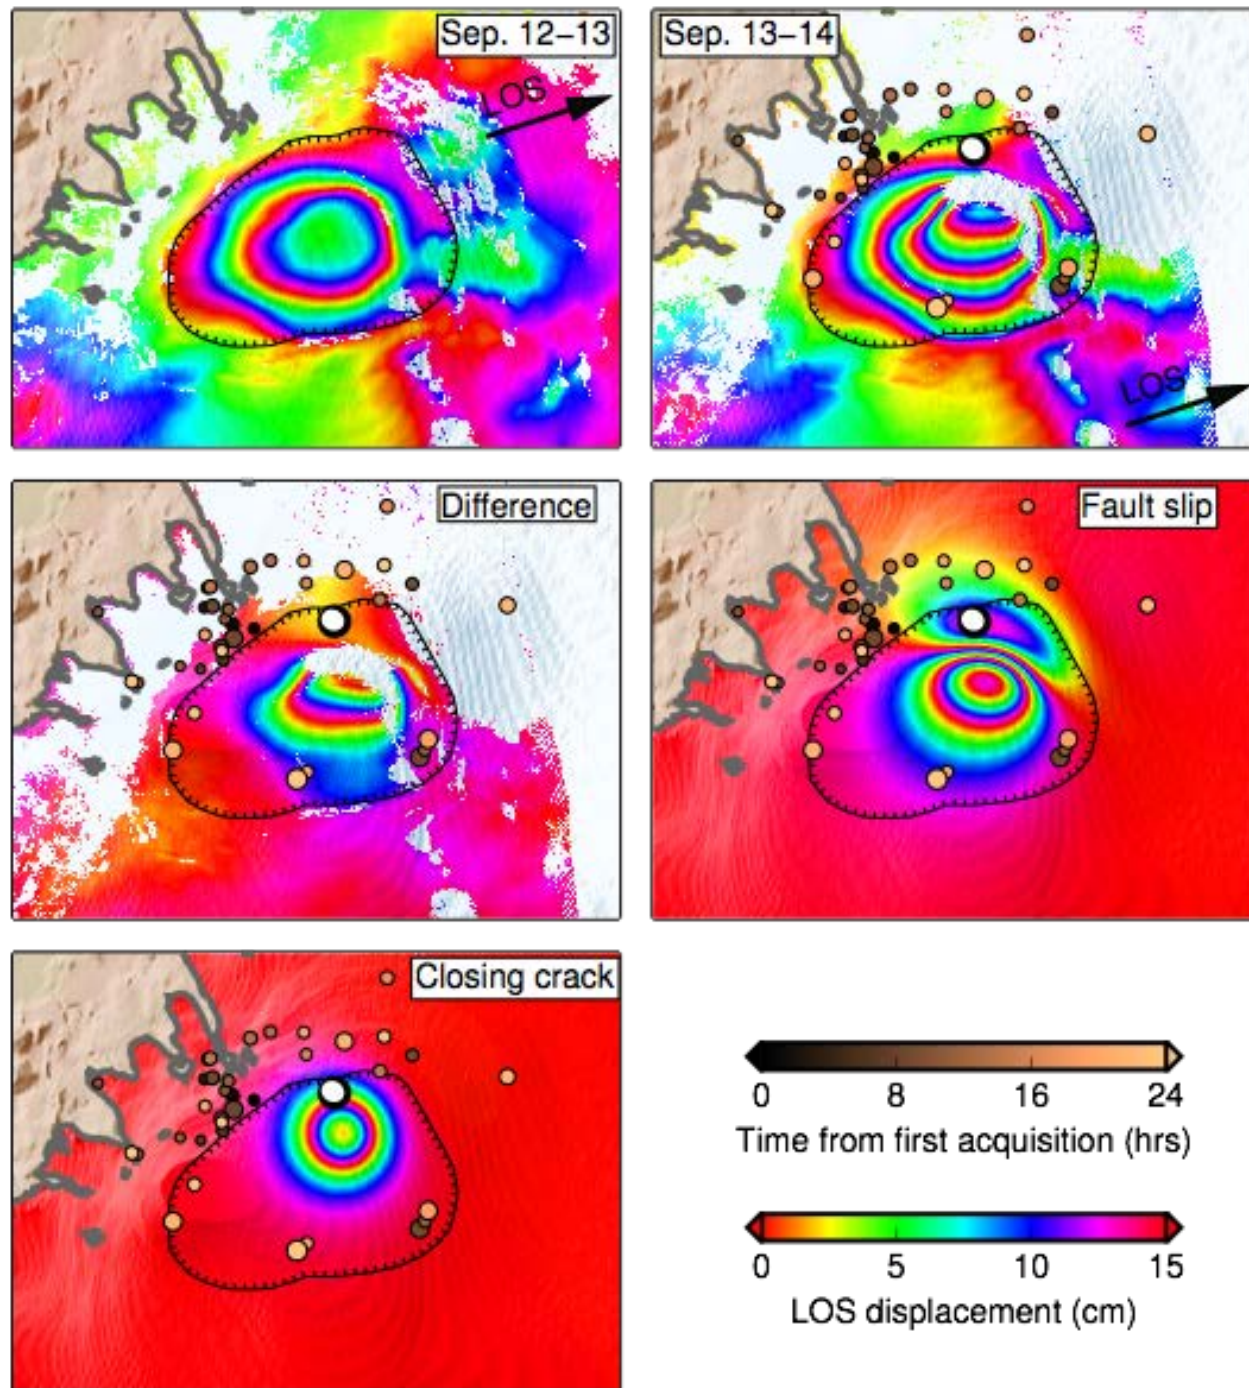 Sep. 12–13
LOS
Sep. 13–14
LOS
Difference
Fault slip
Closing crack
0 8 16 24
Time from first acquisition (hrs)
0 5 10 15
LOS displacement (cm)